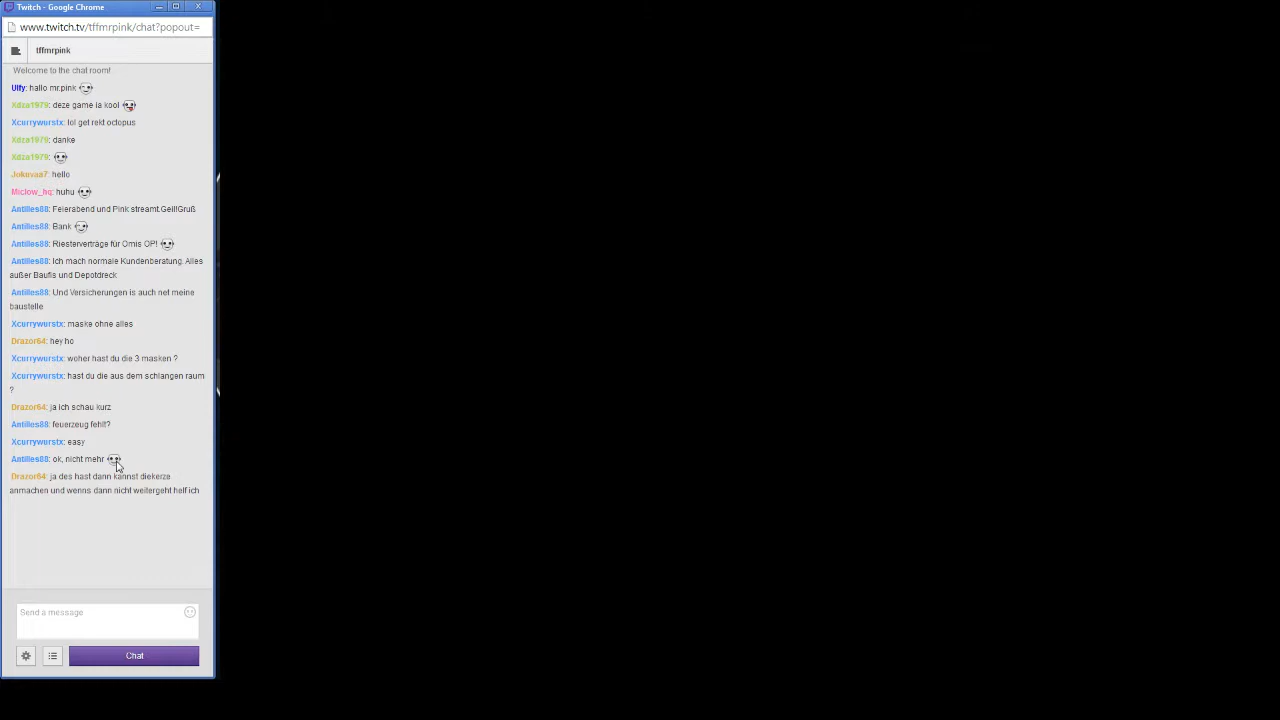 Twitch - Google Chrome
www.twitch.tv/tffmrpink/chat?popout=
tffmrpink
Welcome to the chat room!
Ulfy: hallo mr.pink
Xdza1979: deze game ia kool
Xcurrywurstx: lol get rekt octopus
Xdza1979: danke
Xdza1979:
Jokovaa7: hello
Miclow_hq: huhu
Antilles88: Feierabend und Pink streamt.Geil!Gruß
Antilles88: Bank
Antilles88: Riesterverträge für Omis OP!
Antilles88: Ich mach normale Kundenberatung. Alles
außer Baufis und Depotdreck
Antilles88: Und Versicherungen is auch net meine
baustelle
Xcurrywurstx: maske ohne alles
Drazor64: hey ho
Xcurrywurstx: woher hast du die 3 masken ?
Xcurrywurstx: hast du die aus dem schlangen raum
?
Drazor64: ja ich schau kurz
Antilles88: feuerzeug fehlt?
Xcurrywurstx: easy
Antilles88: ok, nicht mehr
Drazor64: ja des hast dann kannst diekerze
anmachen und wenns dann nicht weitergeht helf ich
Send a message
Chat